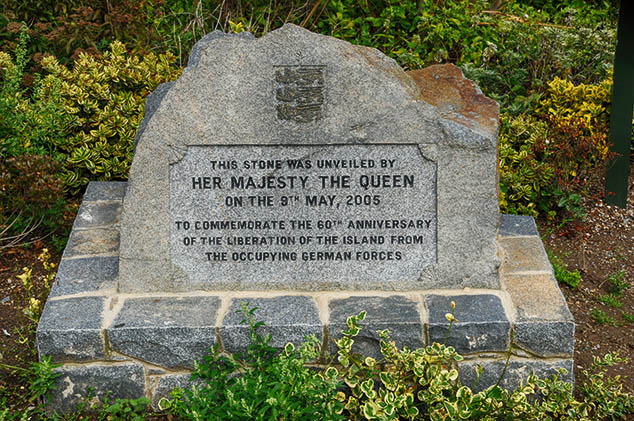 THIS STONE WAS UNVEILED BY
HER MAJESTY THE QUEEN
ON THE 9TH MAY, 2005
TO COMMEMORATE THE 60TH ANNIVERSARY
OF THE LIBERATION OF THE ISLAND FROM
THE OCCUPYING GERMAN FORCES